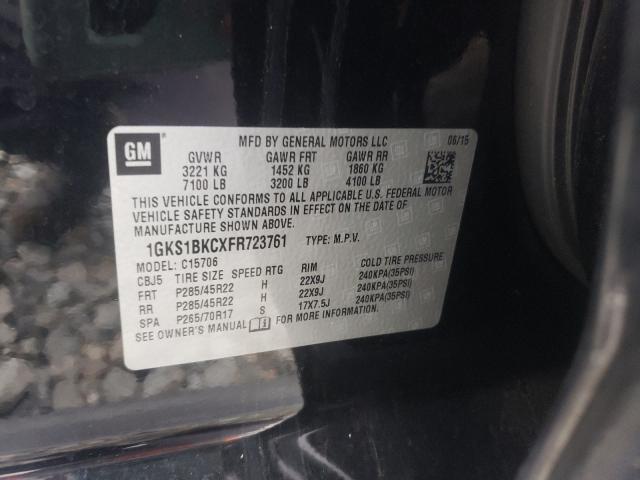 GM
MFD BY GENERAL MOTORS LLC 06/15
GVWR GAWR FRT GAWR RR
3221 KG 1452 KG 1860 KG
7100 LB 3200 LB 4100 LB
THIS VEHICLE CONFORMS TO ALL APPLICABLE U.S. FEDERAL MOTOR
VEHICLE SAFETY STANDARDS IN EFFECT ON THE DATE OF
MANUFACTURE SHOWN ABOVE.
1GKS1BKCXFR723761 TYPE: M.P.V.
MODEL: C15706
CBJ5 TIRE SIZE SPEED RTG RIM COLD TIRE PRESSURE
FRT P285/45R22 H 22X9J 240KPA(35PSI)
RR P285/45R22 H 22X9J 240KPA(35PSI)
SPA P265/70R17 S 17X7.5J 240KPA(35PSI)
SEE OWNER'S MANUAL FOR MORE INFORMATION.